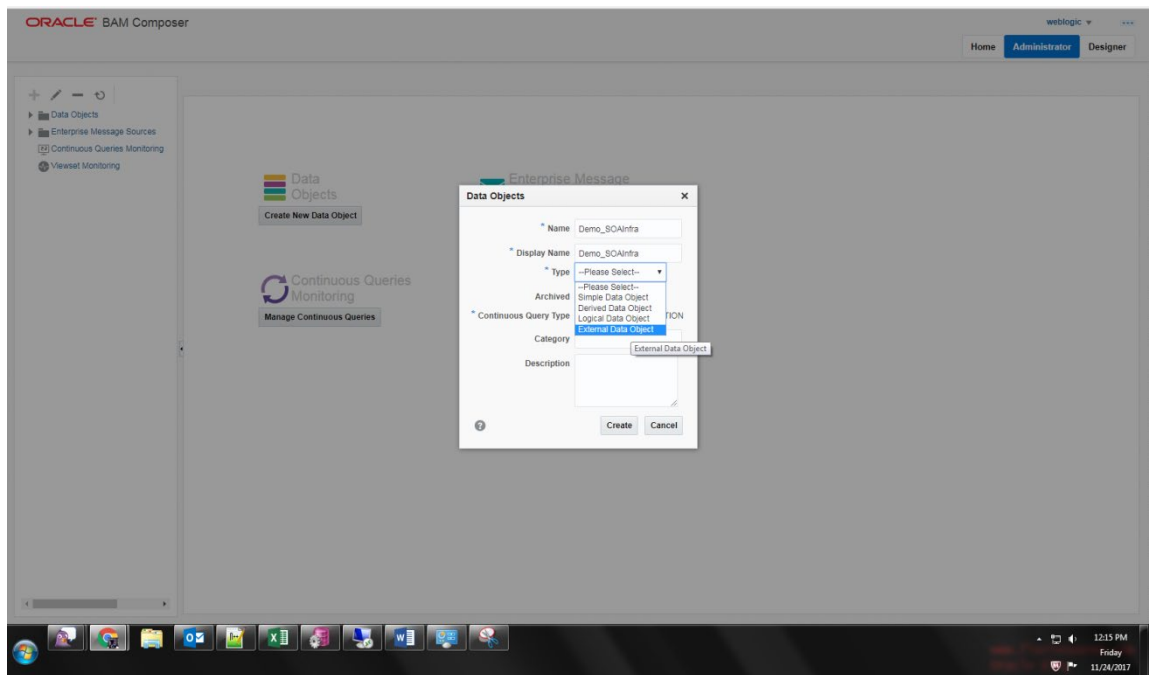 ORACLE® BAM Composer
weblogic
Home
Administrator
Designer
Data Objects
Enterprise Message Sources
Continuous Queries Monitoring
Viewset Monitoring
Data
Objects
Create New Data Object
Enterprise Message
Continuous Queries
Monitoring
Manage Continuous Queries
Data Objects
* Name Demo_SOAInfra
* Display Name Demo_SOAInfra
* Type --Please Select--
--Please Select--
Simple Data Object
Derived Data Object
Logical Data Object
External Data Object
Archived
* Continuous Query Type TION
Category
External Data Object
Description
Create
Cancel
12:15 PM
Friday
11/24/2017